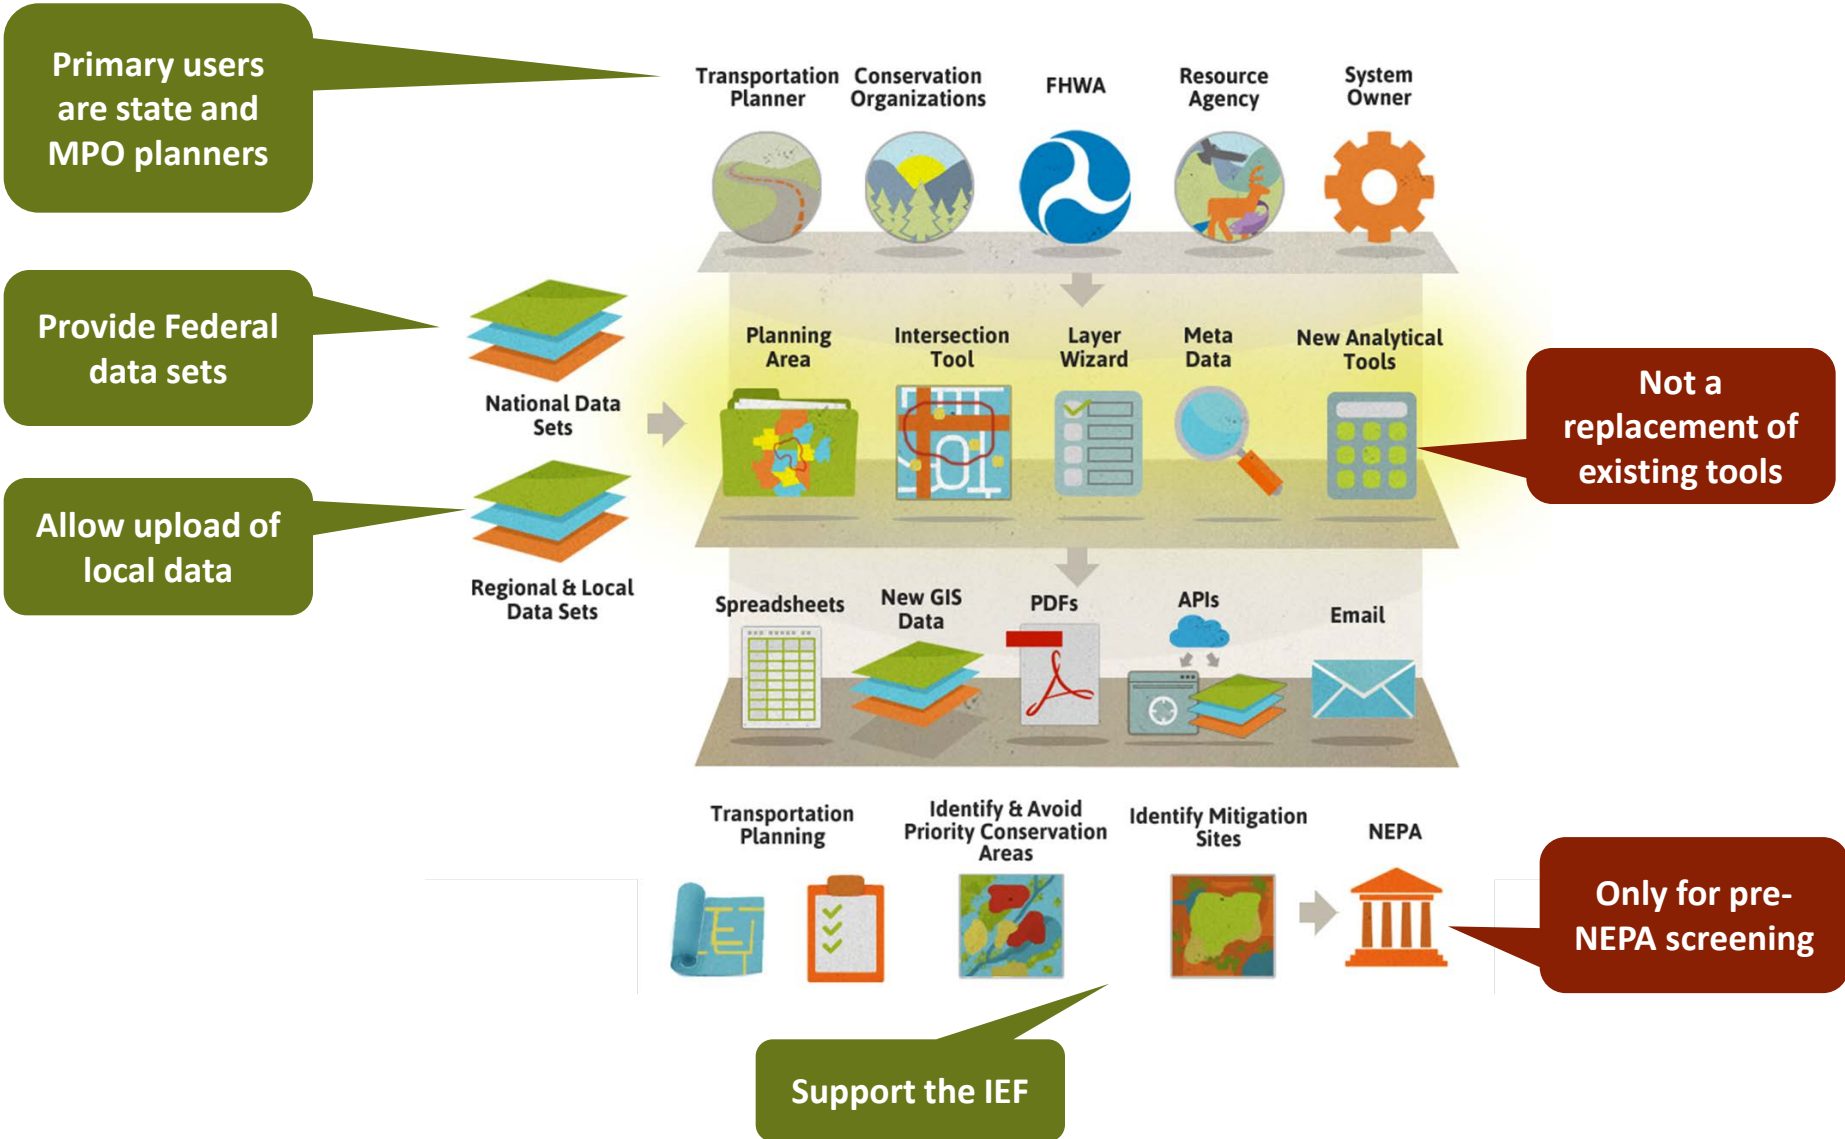 Primary users
are state and
MPO planners
Transportation
Planner
Conservation
Organizations
FHWA
Resource
Agency
System
Owner
Provide Federal
data sets
National Data
Sets
Planning
Area
Intersection
Tool
Layer
Wizard
Meta
Data
New Analytical
Tools
Not a
replacement of
existing tools
Allow upload of
local data
Regional & Local
Data Sets
Spreadsheets
New GIS
Data
PDFs
APIs
Email
Transportation
Planning
Identify & Avoid
Priority Conservation
Areas
Identify Mitigation
Sites
NEPA
Only for pre-
NEPA screening
Support the IEF